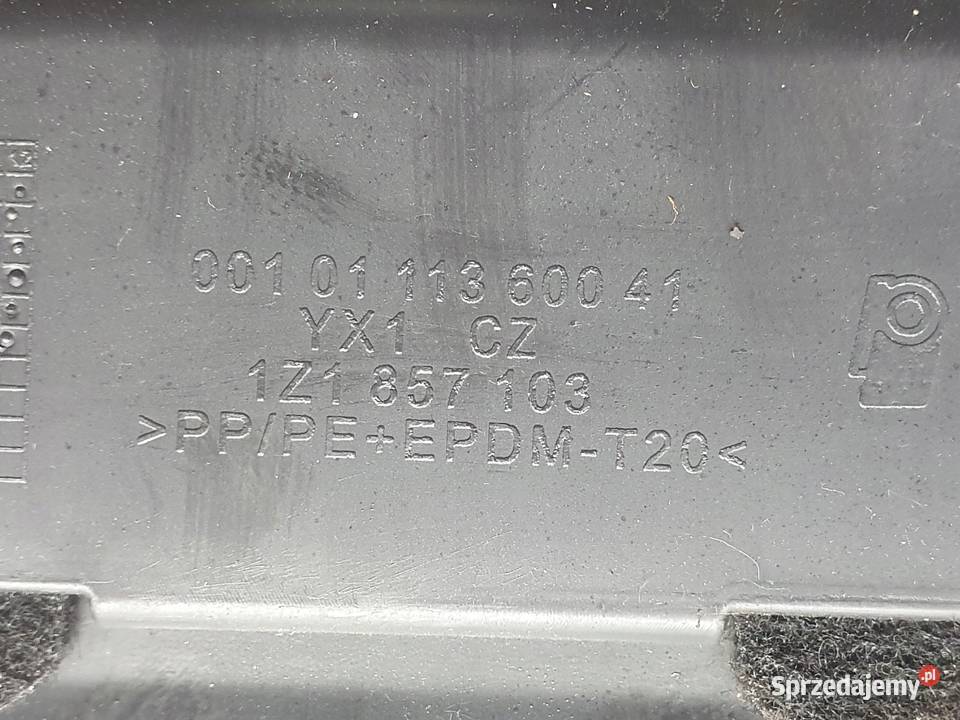 001 01 113 600 41
YX1 CZ
1Z1 857 103
>PP/PE+EPDM-T20<
Sprzedajemy.pl